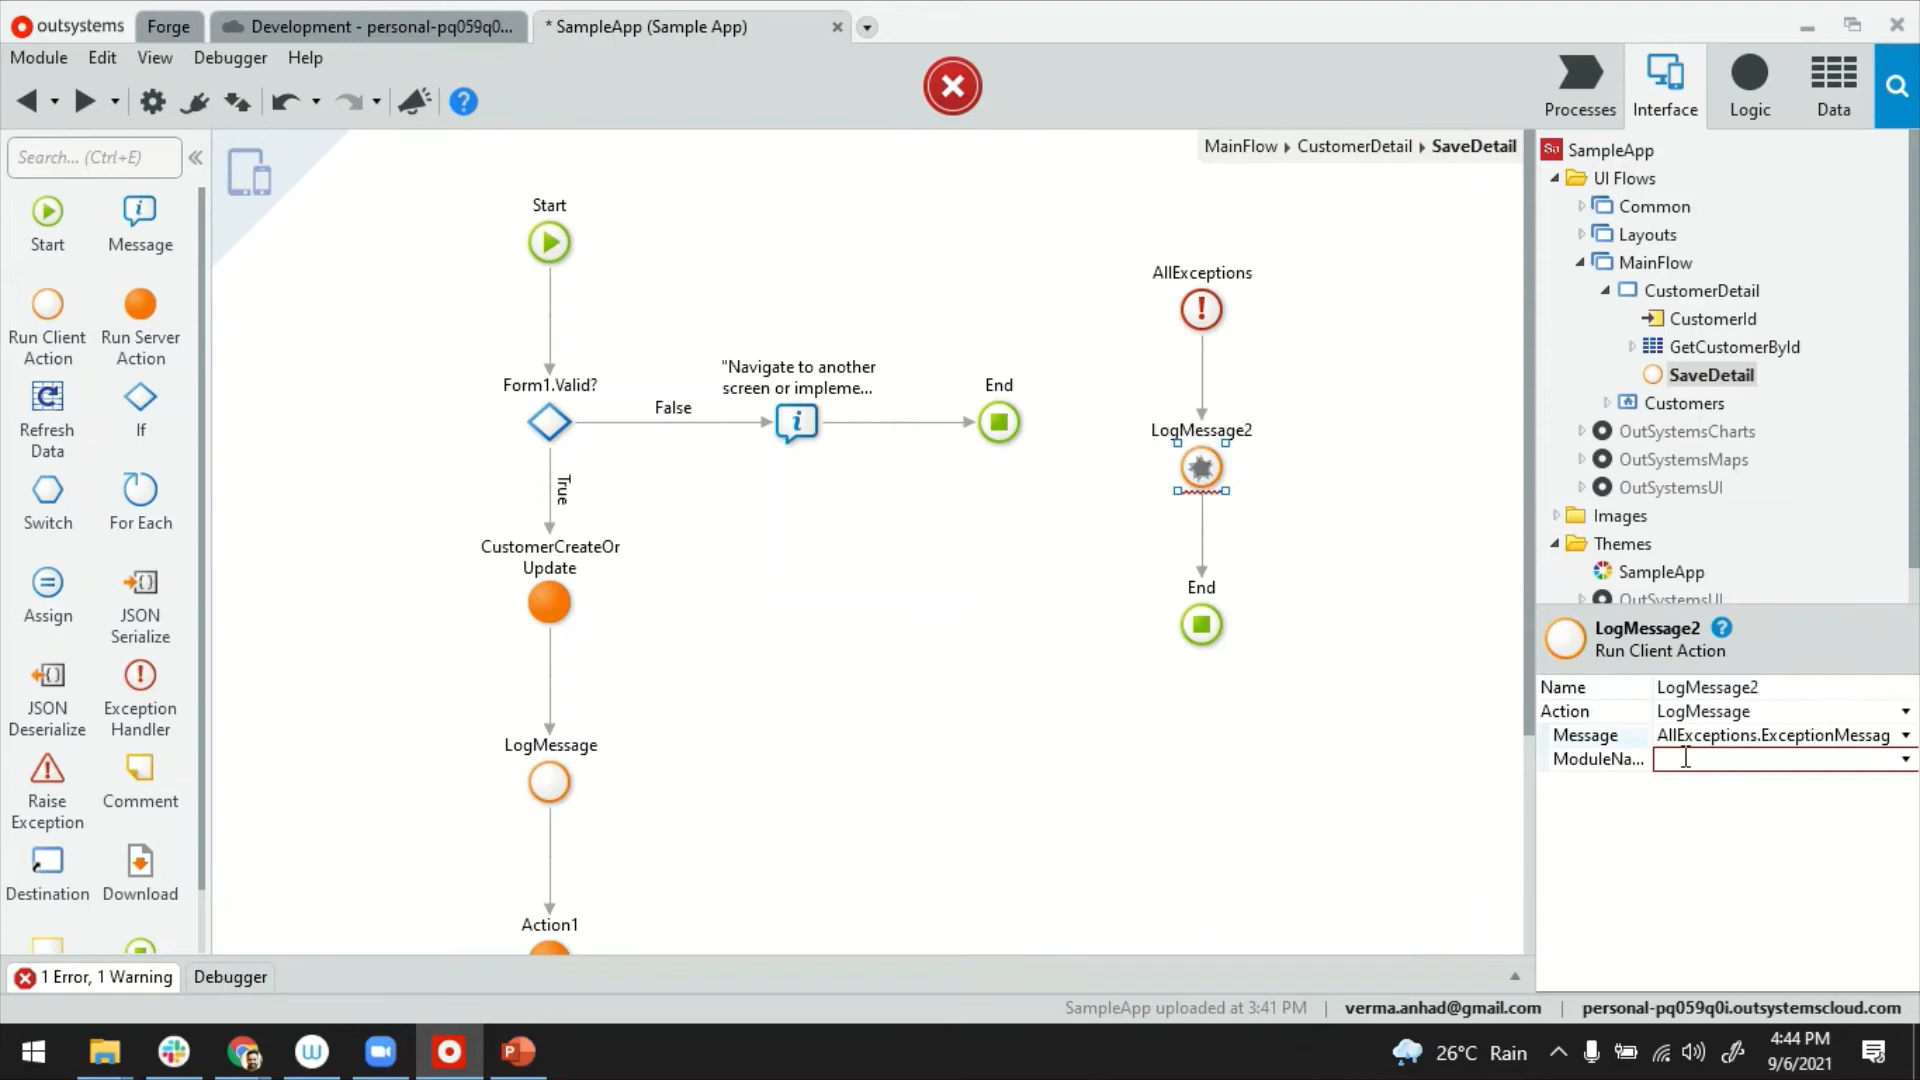 outsystems
Forge
Development - personal-pq059q0...
* SampleApp (Sample App)
Module Edit View Debugger Help
Processes
Interface
Logic
Data
Search... (Ctrl+E)
MainFlow CustomerDetail SaveDetail
Start
Message
Run Client Action
Run Server Action
Refresh Data
If
Switch
For Each
Assign
JSON Serialize
JSON Deserialize
Exception Handler
Raise Exception
Comment
Destination
Download
Start
Form1.Valid?
False
"Navigate to another
screen or impleme...
End
True
CustomerCreateOr
Update
LogMessage
Action1
AllExceptions
LogMessage2
End
SampleApp
UI Flows
Common
Layouts
MainFlow
CustomerDetail
CustomerId
GetCustomerById
SaveDetail
Customers
OutSystemsCharts
OutSystemsMaps
OutSystemsUI
Images
Themes
SampleApp
OutSystemsUI
LogMessage2
Run Client Action
Name LogMessage2
Action LogMessage
Message AllExceptions.ExceptionMessag
ModuleNa...
1 Error, 1 Warning
Debugger
SampleApp uploaded at 3:41 PM
verma.anhad@gmail.com
personal-pq059q0i.outsystemscloud.com
26°C Rain
4:44 PM
9/6/2021